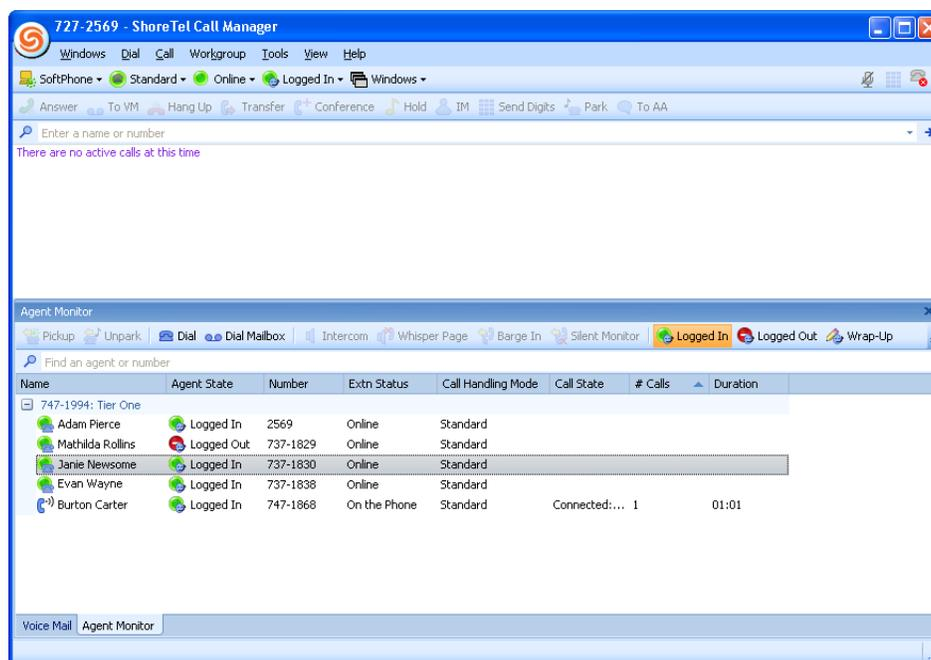 727-2569 - ShoreTel Call Manager
Windows Dial Call Workgroup Tools View Help
SoftPhone Standard Online Logged In Windows
Answer To VM Hang Up Transfer Conference Hold IM Send Digits Park To AA
Enter a name or number
There are no active calls at this time
Agent Monitor
Pickup Unpark Dial Dial Mailbox Intercom Whisper Page Barge In Silent Monitor Logged In Logged Out Wrap-Up
Find an agent or number
Name Agent State Number Extn Status Call Handling Mode Call State # Calls Duration
747-1994: Tier One
Adam Pierce Logged In 2569 Online Standard
Mathilda Rollins Logged Out 737-1829 Online Standard
Janie Newsome Logged In 737-1830 Online Standard
Evan Wayne Logged In 737-1838 Online Standard
Burton Carter Logged In 747-1868 On the Phone Standard Connected:... 1 01:01
Voice Mail Agent Monitor